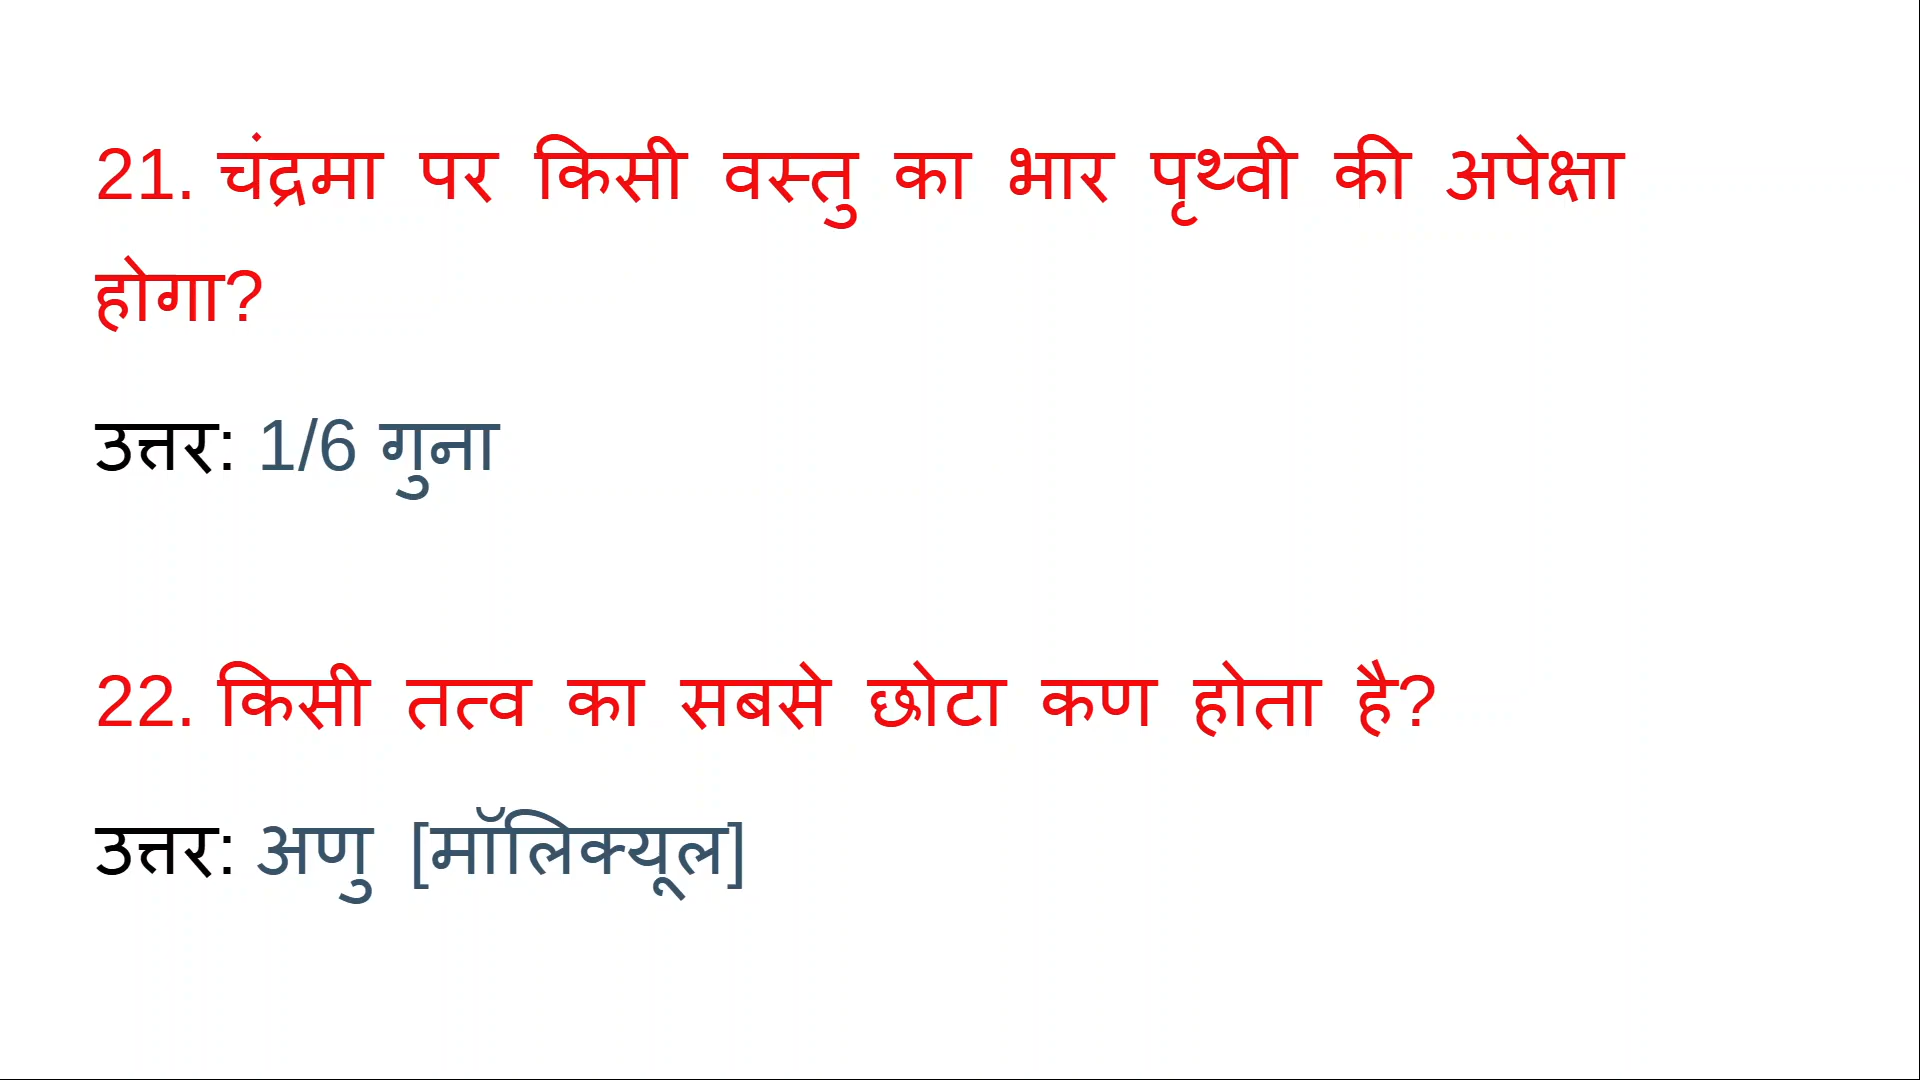 21. चंद्रमा पर किसी वस्तु का भार पृथ्वी की अपेक्षा
होगा?
उत्तर: 1/6 गुना
22. किसी तत्व का सबसे छोटा कण होता है?
उत्तर: अणु [मॉलिक्यूल]